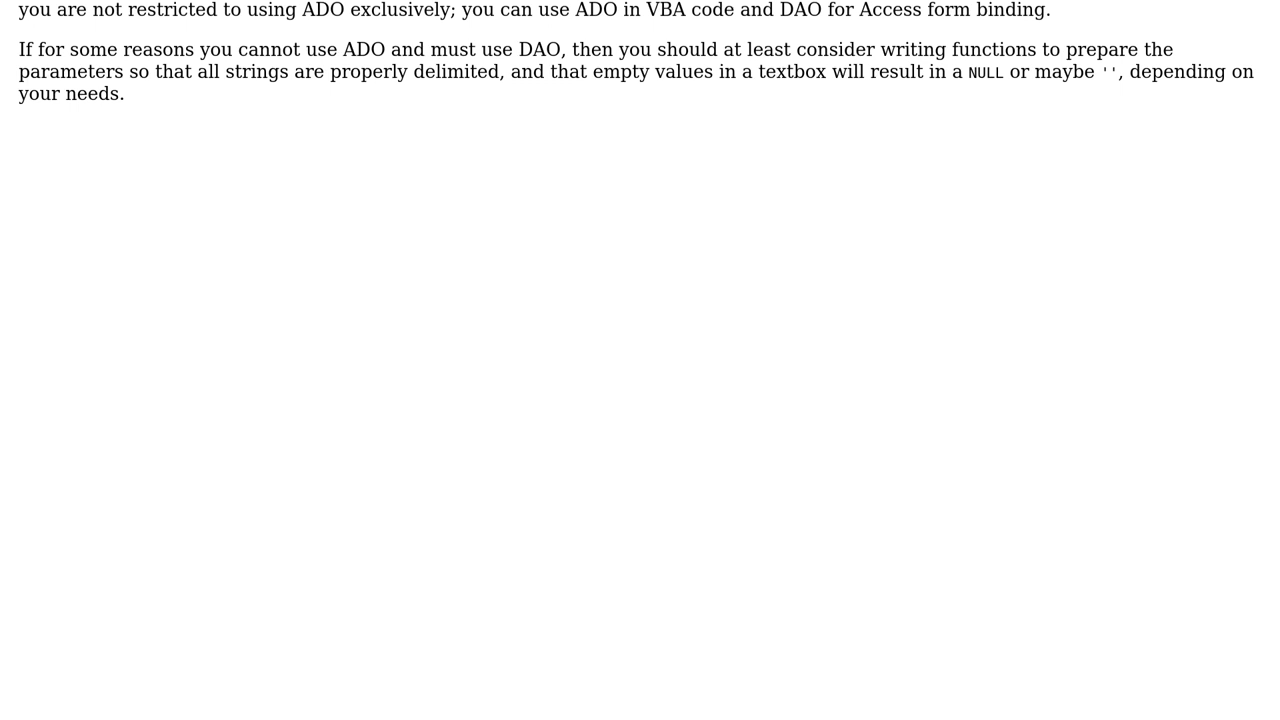 you are not restricted to using ADO exclusively; you can use ADO in VBA code and DAO for Access form binding.
If for some reasons you cannot use ADO and must use DAO, then you should at least consider writing functions to prepare the
parameters so that all strings are properly delimited, and that empty values in a textbox will result in a NULL or maybe '', depending on
your needs.